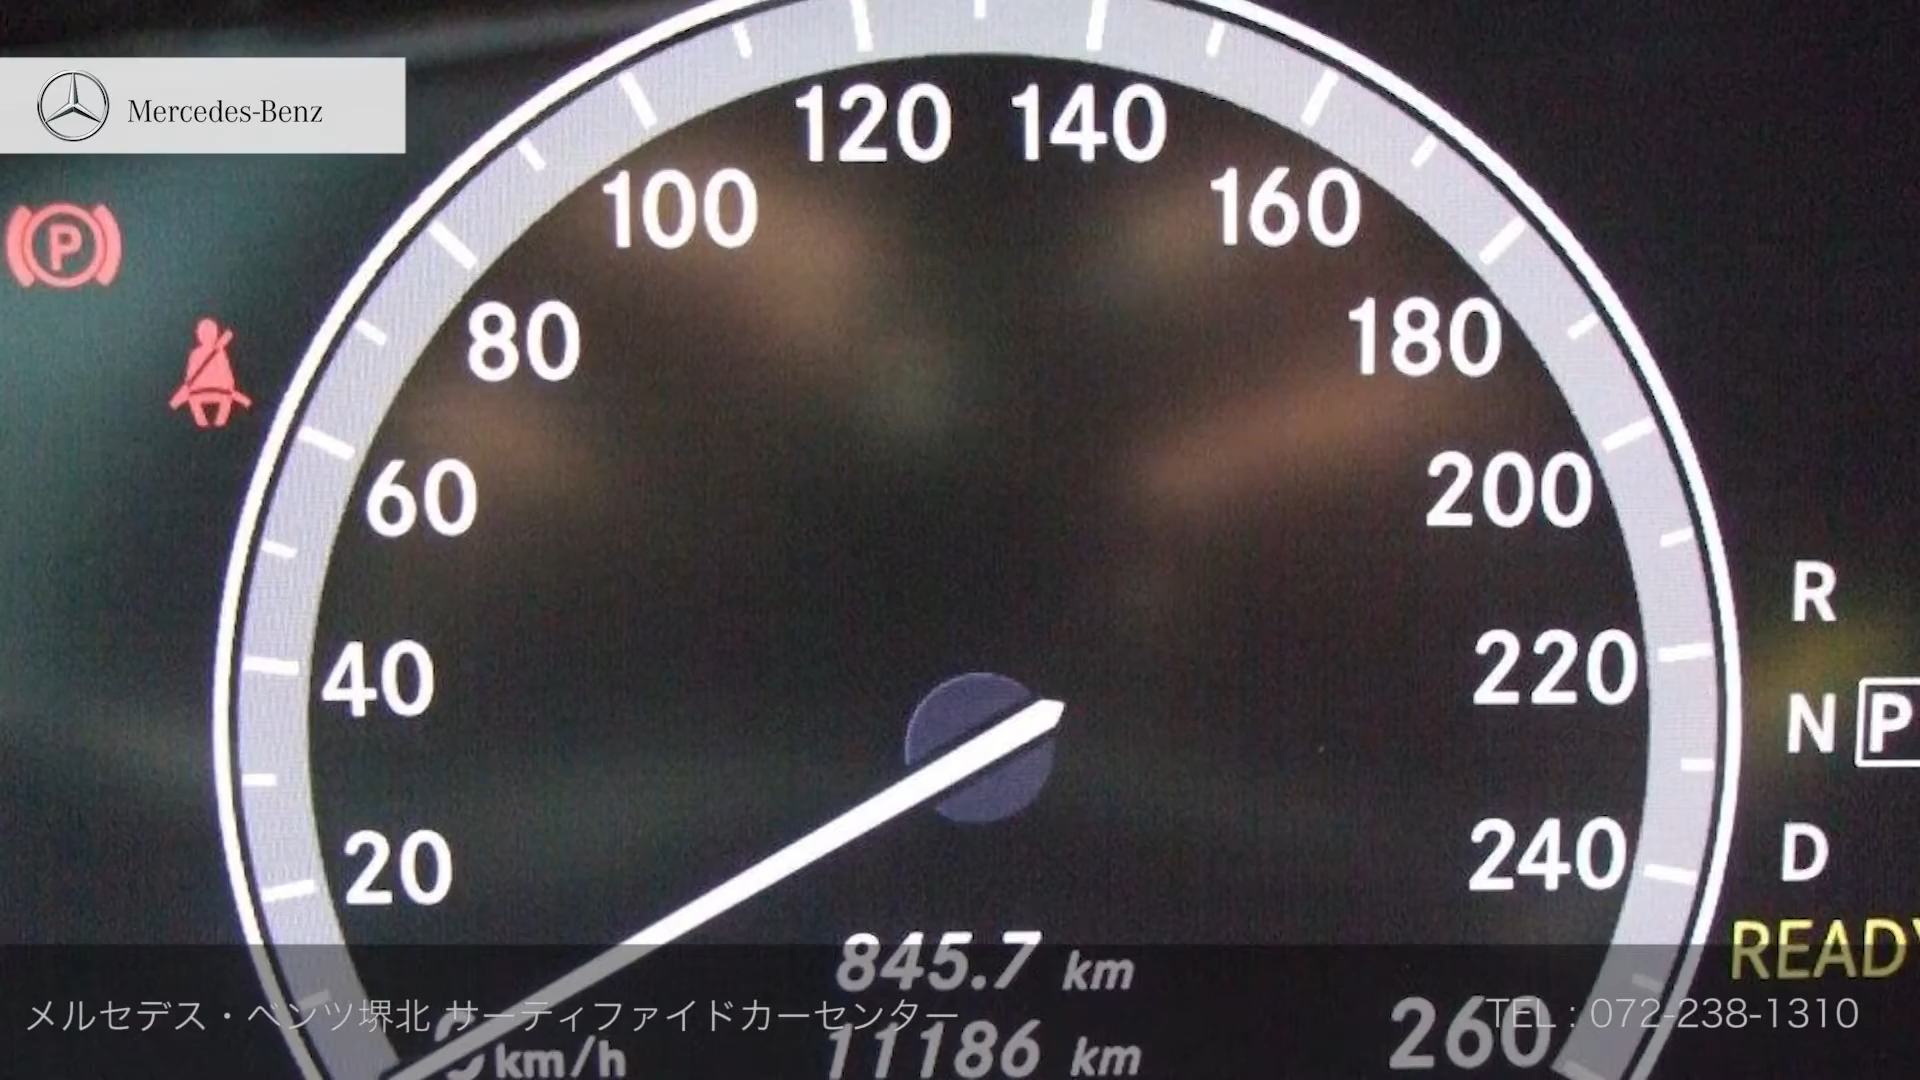 Mercedes-Benz
120 140
100 160
80 180
60 200
R
40 220
N P
20 240
D
845.7 km
READY
メルセデス・ベンツ堺北 サーティファイドカーセンター
TEL : 072-238-1310
0 km/h
11186 km
260
P